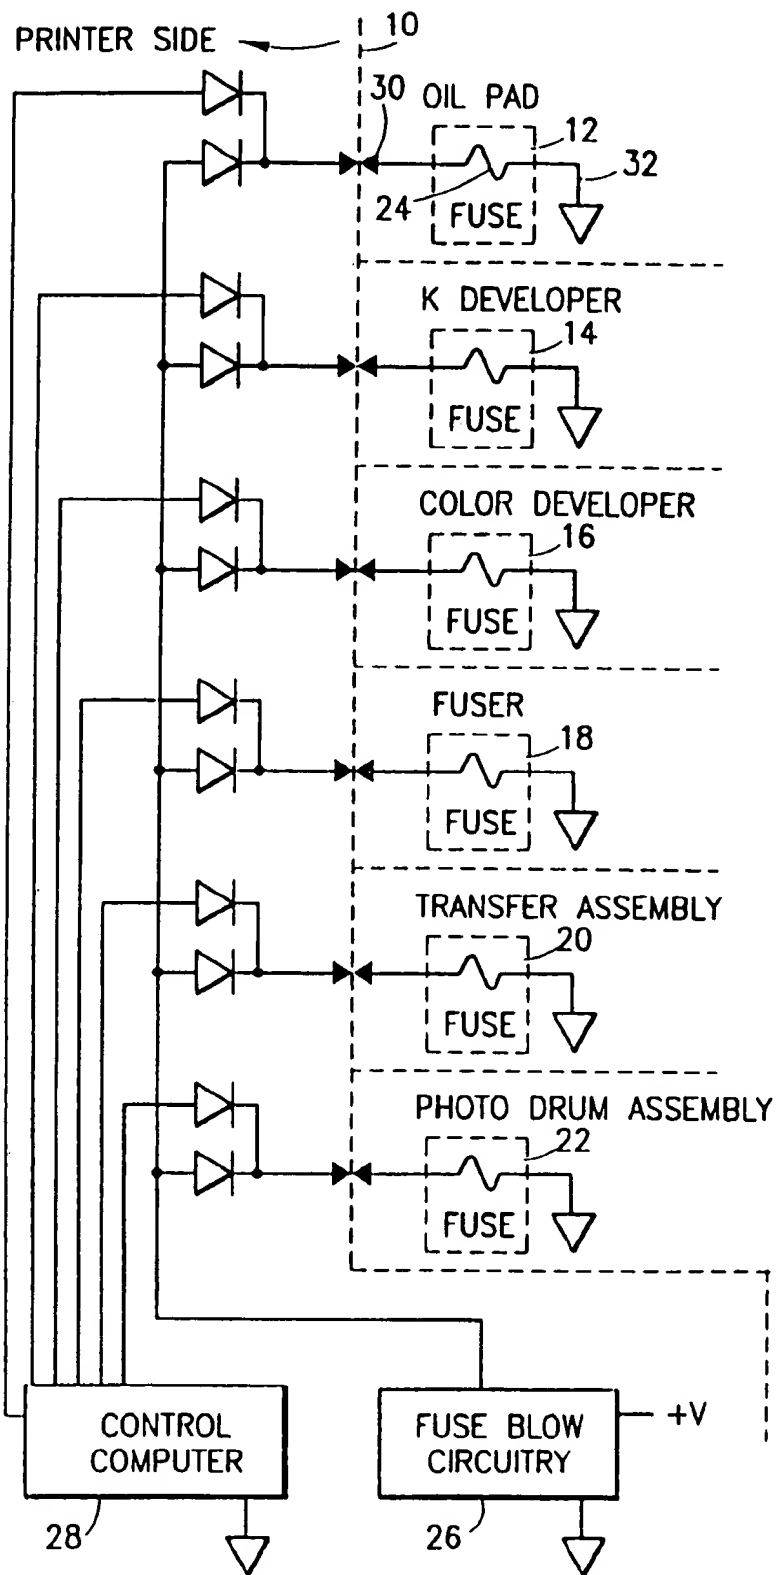 PRINTER SIDE
10
30
OIL PAD
12
32
24
FUSE
K DEVELOPER
14
FUSE
COLOR DEVELOPER
16
FUSE
FUSER
18
FUSE
TRANSFER ASSEMBLY
20
FUSE
PHOTO DRUM ASSEMBLY
22
FUSE
CONTROL
COMPUTER
28
FUSE BLOW
CIRCUITRY
+V
26